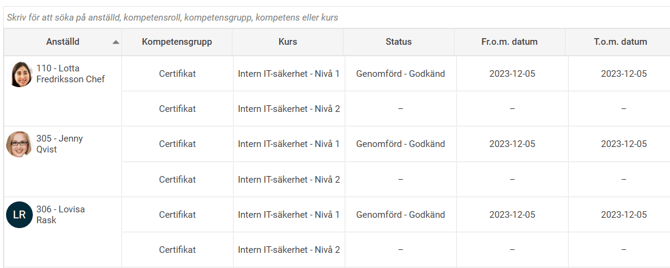 Skriv för att söka på anställd, kompetensroll, kompetensgrupp, kompetens eller kurs
Anställd Kompetensgrupp Kurs Status Fr.o.m. datum T.o.m. datum
110 - Lotta
Fredriksson Chef
Certifikat Intern IT-säkerhet - Nivå 1 Genomförd - Godkänd 2023-12-05 2023-12-05
Certifikat Intern IT-säkerhet - Nivå 2 – – –
305 - Jenny
Qvist
Certifikat Intern IT-säkerhet - Nivå 1 Genomförd - Godkänd 2023-12-05 2023-12-05
Certifikat Intern IT-säkerhet - Nivå 2 – – –
LR
306 - Lovisa
Rask
Certifikat Intern IT-säkerhet - Nivå 1 Genomförd - Godkänd 2023-12-05 2023-12-05
Certifikat Intern IT-säkerhet - Nivå 2 – – –